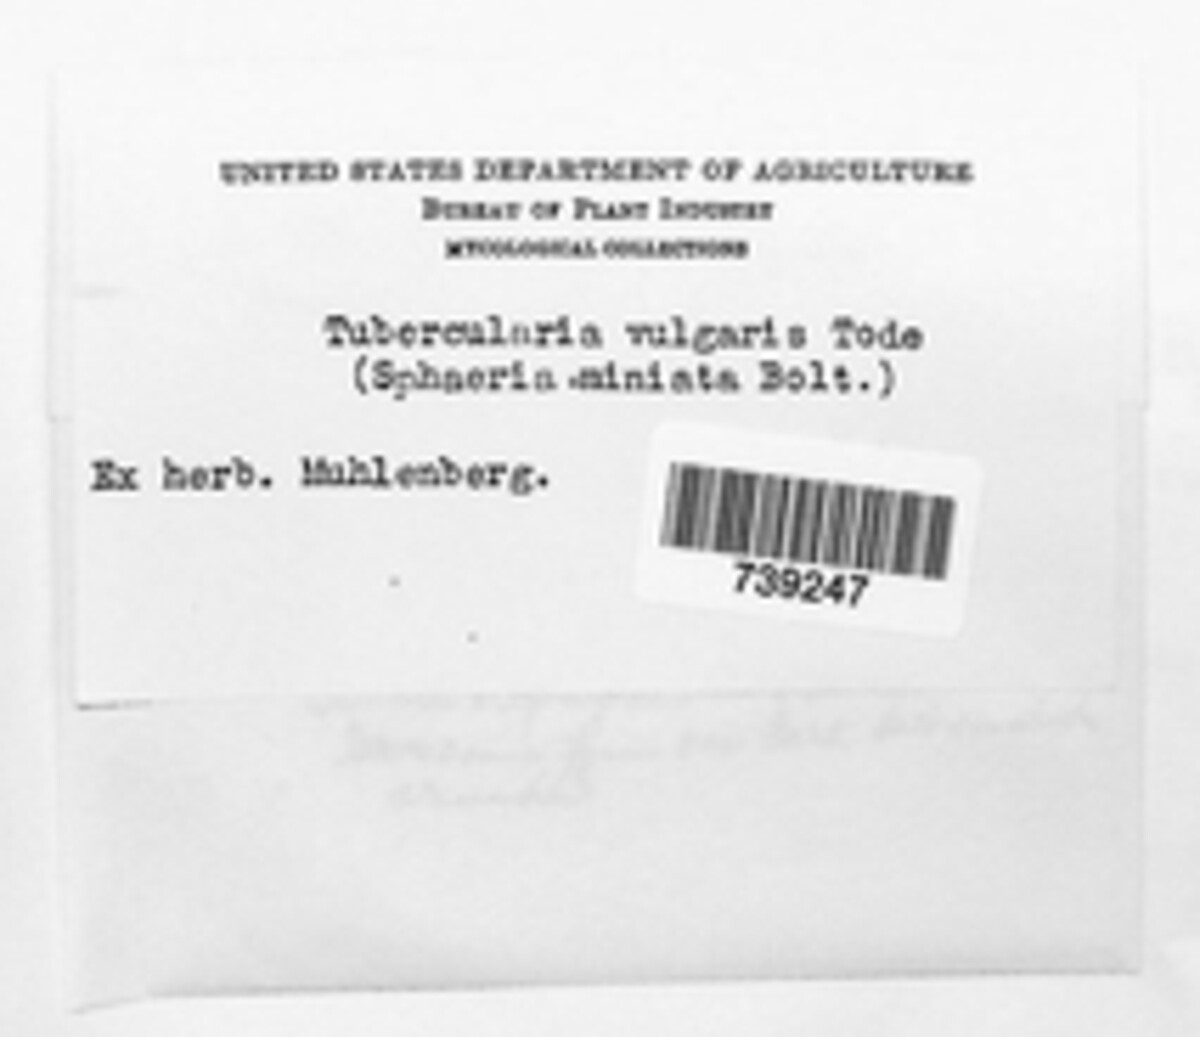 UNITED STATES DEPARTMENT OF AGRICULTURE
BUREAU OF PLANT INDUSTRY
MYCOLOGICAL COLLECTIONS
Tubercularia vulgaris Tode
(Sphaeria miniata Bolt.)
Ex herb. Muhlenberg.
739247